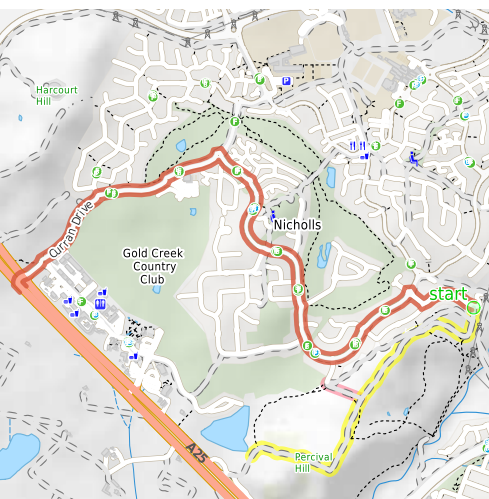 Harcourt
Hill
P
Curran Drive
Nicholls
Gold Creek
Country
Club
start
A25
Percival
Hill